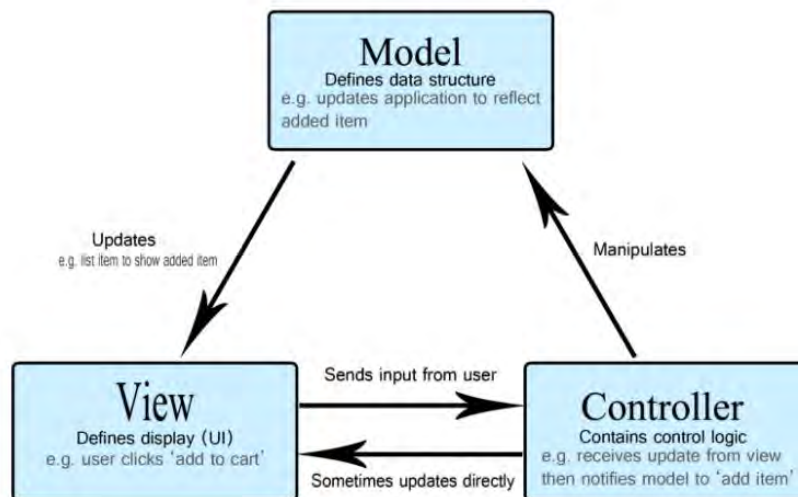 Model
Defines data structure
e.g. updates application to reflect
added item
Updates
e.g. list item to show added item
Manipulates
View
Defines display (UI)
e.g. user clicks ‘add to cart’
Sends input from user
Sometimes updates directly
Controller
Contains control logic
e.g. receives update from view
then notifies model to ‘add item’